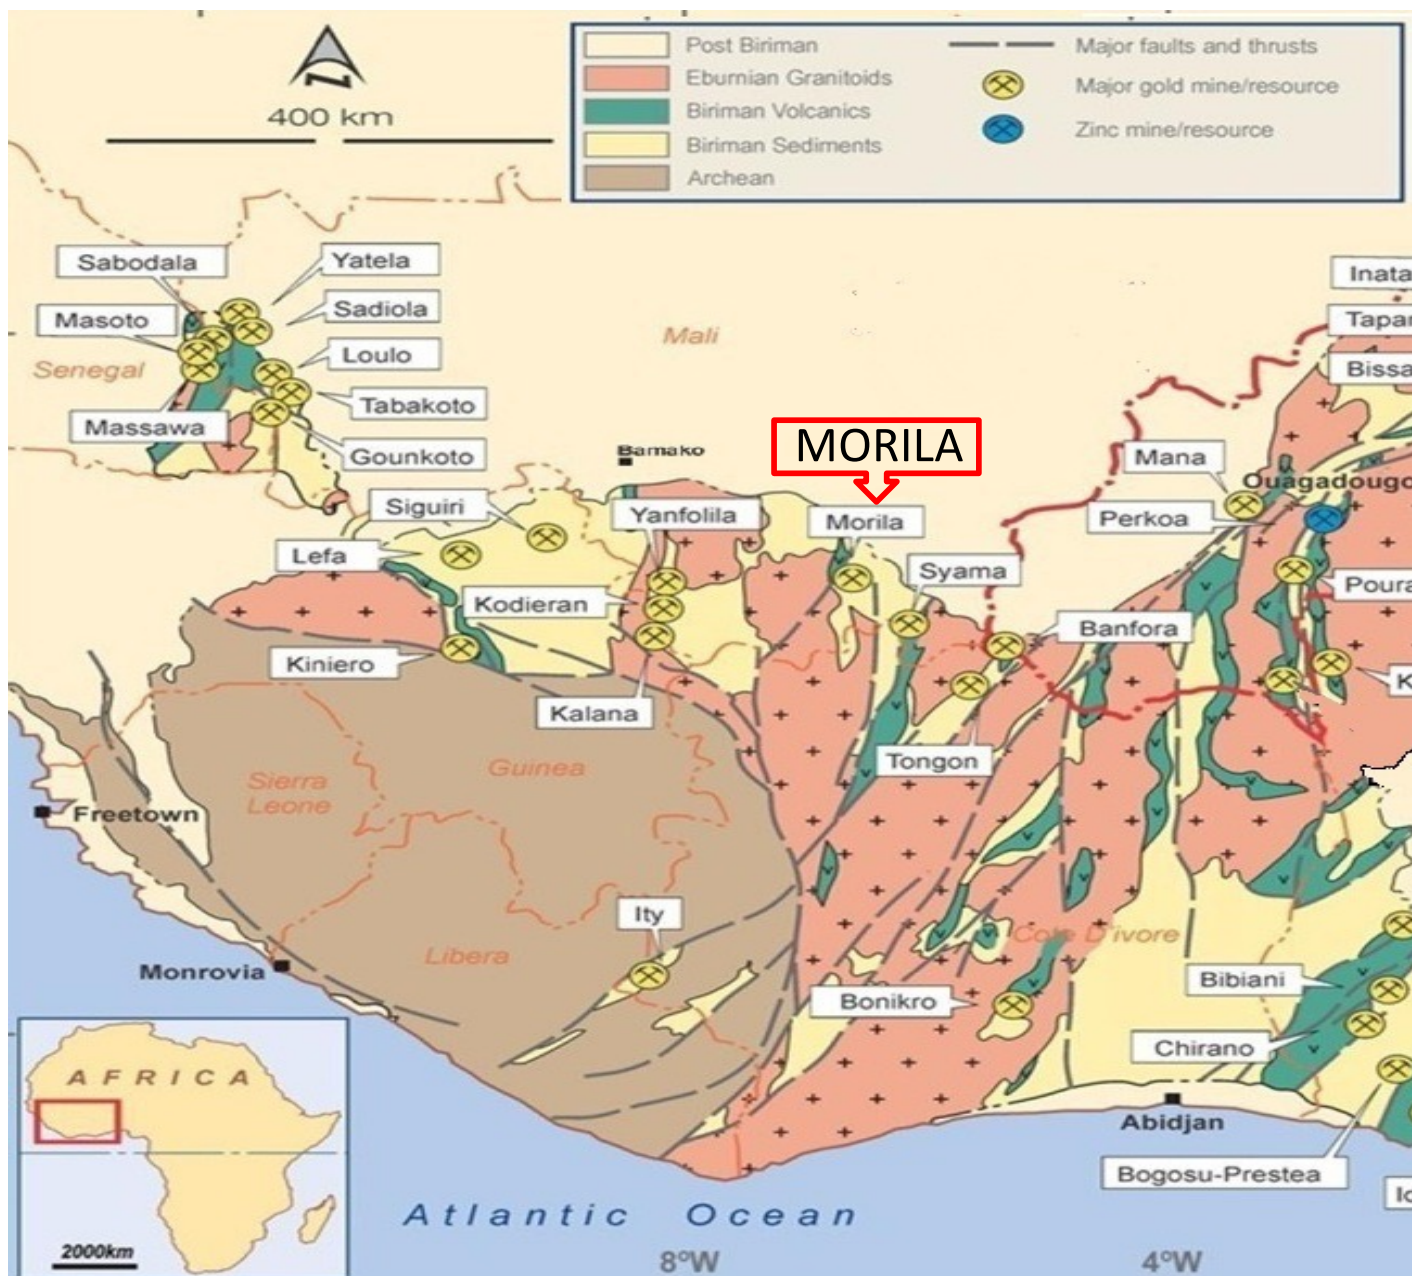 Post Biriman
Eburnian Granitoids
Biriman Volcanics
Biriman Sediments
Archean
Major faults and thrusts
Major gold mine/resource
Zinc mine/resource
N
400 km
Sabodala
Yatela
Masoto
Sadiola
Senegal
Loulo
Massawa
Tabakoto
Gounkoto
Mali
Inata
Tapar
Bissa
Bamako
MORILA
Mana
Ouagadougo
Siguiri
Yanfolila
Morila
Perkoa
Lefa
Syama
Kodieran
Poura
Kiniero
Banfora
Kalana
K
Tongon
Sierra
Leone
Guinea
Freetown
Ity
Libera
Cote D'ivore
Monrovia
Bonikro
Bibiani
Chirano
AFRICA
Abidjan
Bogosu-Prestea
Atlantic Ocean
2000km
8°W
4°W